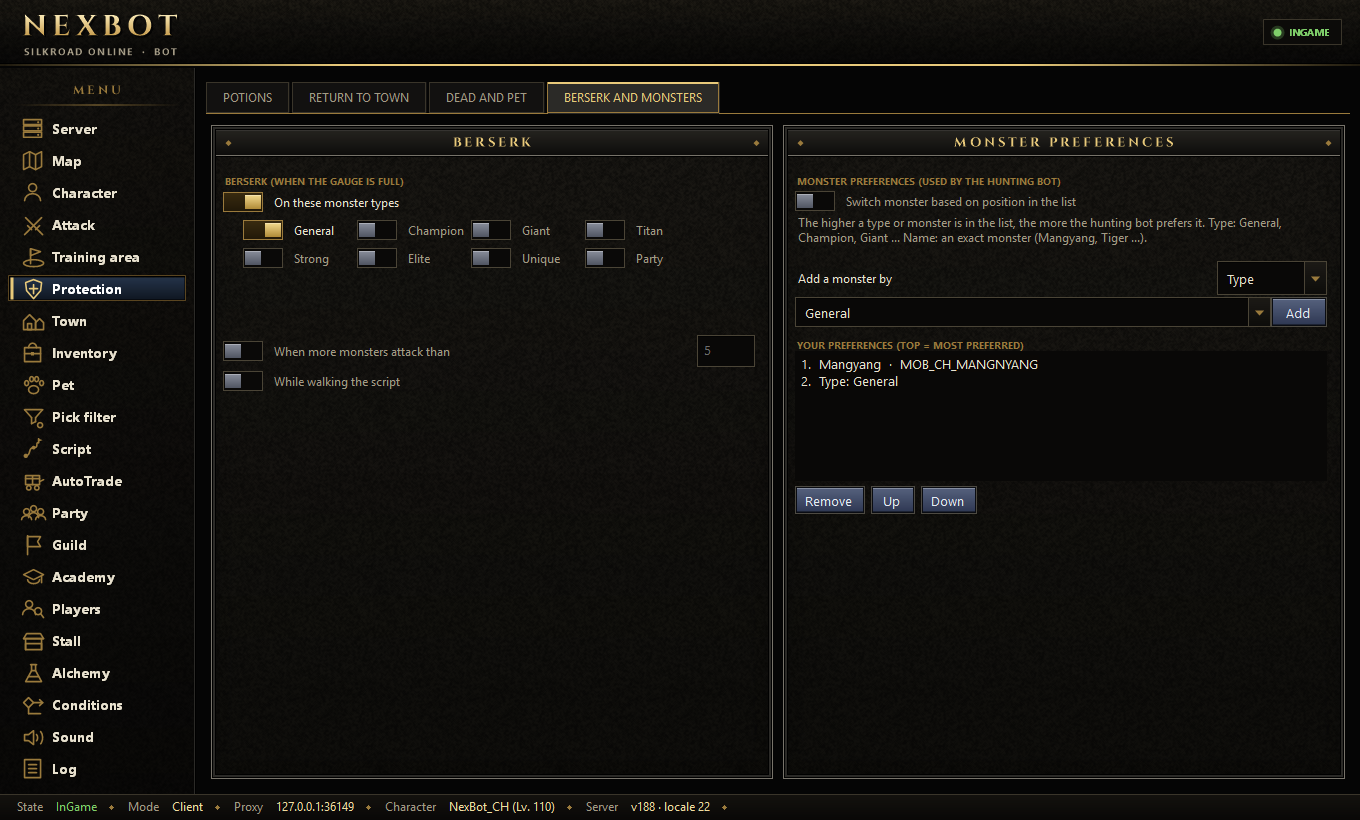 NEXBOT
SILKROAD ONLINE · BOT
INGAME
MENU
Server
Map
Character
Attack
Training area
Protection
Town
Inventory
Pet
Pick filter
Script
AutoTrade
Party
Guild
Academy
Players
Stall
Alchemy
Conditions
Sound
Log
POTIONS RETURN TO TOWN DEAD AND PET BERSERK AND MONSTERS
BERSERK
BERSERK (WHEN THE GAUGE IS FULL)
On these monster types
General Champion Giant Titan
Strong Elite Unique Party
When more monsters attack than 5
While walking the script
MONSTER PREFERENCES
MONSTER PREFERENCES (USED BY THE HUNTING BOT)
Switch monster based on position in the list
The higher a type or monster is in the list, the more the hunting bot prefers it. Type: General,
Champion, Giant ... Name: an exact monster (Mangyang, Tiger ...).
Add a monster by Type
General Add
YOUR PREFERENCES (TOP = MOST PREFERRED)
1. Mangyang · MOB_CH_MANGNYANG
2. Type: General
Remove Up Down
State InGame Mode Client Proxy 127.0.0.1:36149 Character NexBot_CH (Lv. 110) Server v188 · locale 22